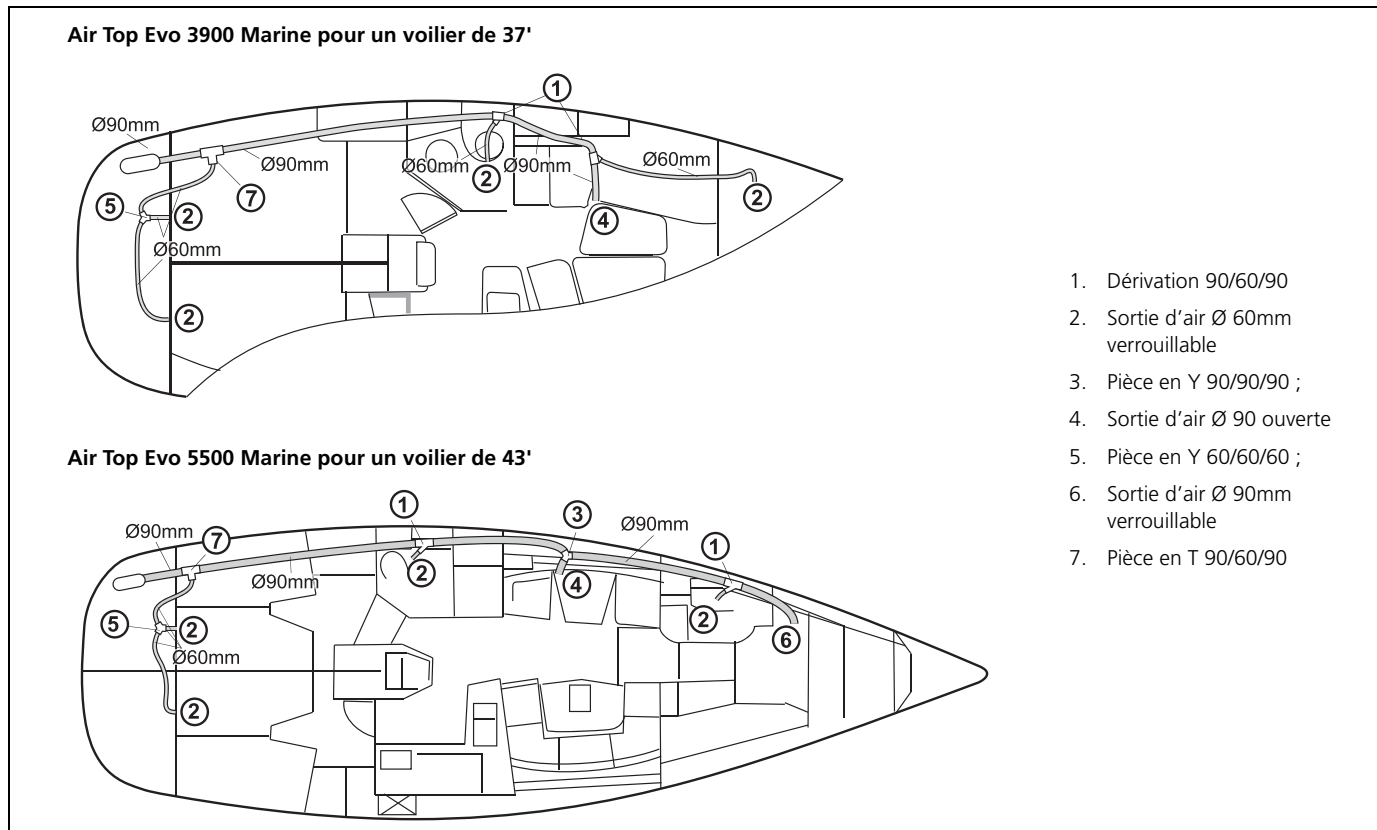 Air Top Evo 3900 Marine pour un voilier de 37'
1
Ø90mm
Ø90mm
Ø60mm
Ø90mm
Ø60mm
7
2
2
5
2
4
Ø60mm
2
Air Top Evo 5500 Marine pour un voilier de 43'
1
3
Ø90mm
7
Ø90mm
1
Ø90mm
2
4
2
5
2
6
Ø60mm
2
1. Dérivation 90/60/90
2. Sortie d’air Ø 60mm
verrouillable
3. Pièce en Y 90/90/90 ;
4. Sortie d’air Ø 90 ouverte
5. Pièce en Y 60/60/60 ;
6. Sortie d’air Ø 90mm
verrouillable
7. Pièce en T 90/60/90